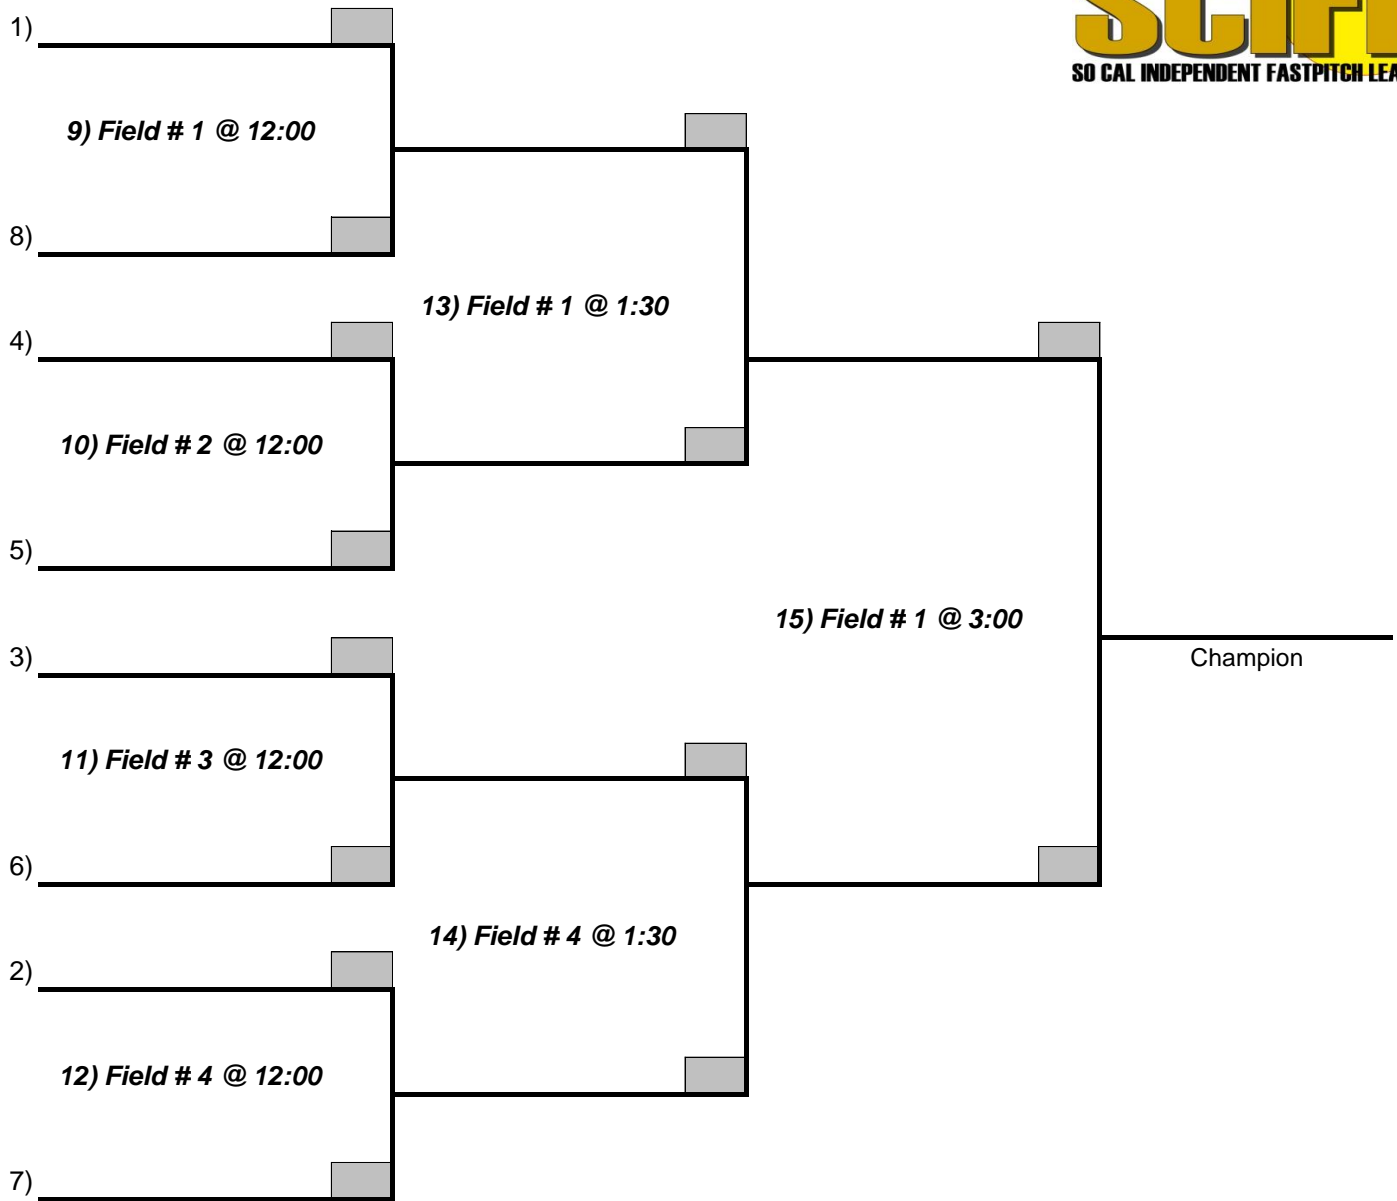 1)
9) Field # 1 @ 12:00
8)
13) Field # 1 @ 1:30
4)
10) Field # 2 @ 12:00
5)
15) Field # 1 @ 3:00
Champion
3)
11) Field # 3 @ 12:00
6)
14) Field # 4 @ 1:30
2)
12) Field # 4 @ 12:00
7)
SO CAL INDEPENDENT FASTPITCH